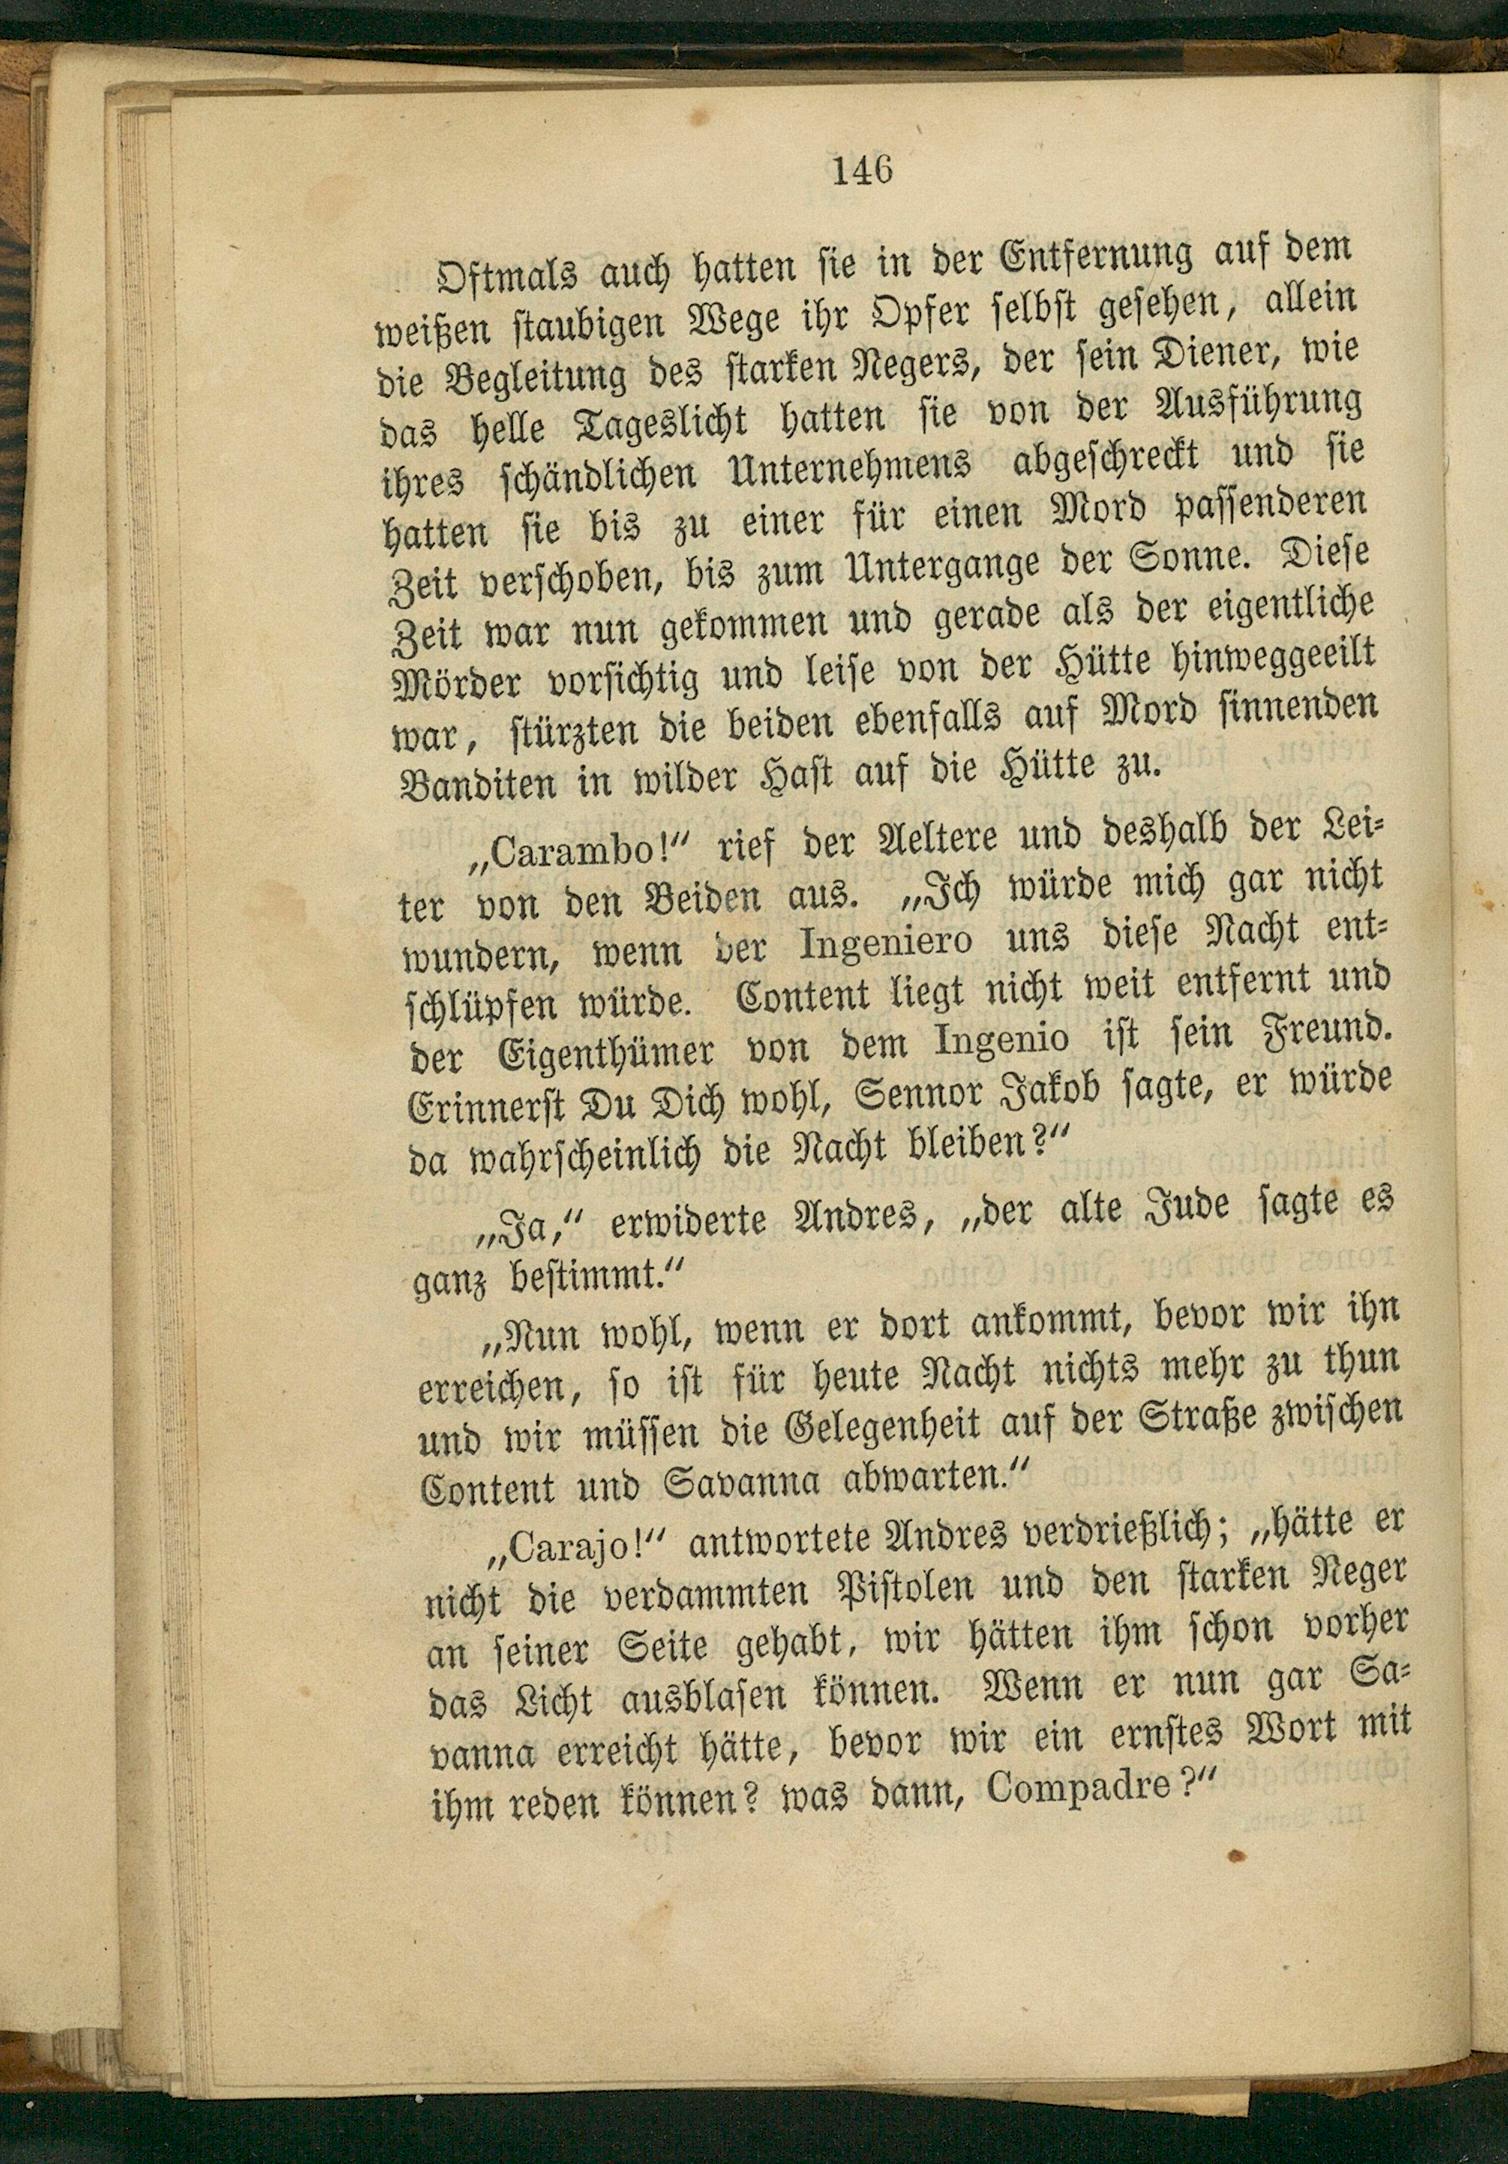 146
Oftmals auch hatten sie in der Entfernung auf dem
weißen staubigen Wege ihr Opfer selbst gesehen, allein
die Begleitung des starken Negers, der sein Diener, wie
das helle Tageslicht hatten sie von der Ausführung
ihres schändlichen Unternehmens abgeschreckt und sie
hatten sie bis zu einer für einen Mord passenderen
Zeit verschoben, bis zum Untergange der Sonne. Diese
Zeit war nun gekommen und gerade als der eigentliche
Mörder vorsichtig und leise von der Hütte hinweggeeilt
war, stürzten die beiden ebenfalls auf Mord sinnenden
Banditen in wilder Hast auf die Hütte zu.
„Carambo!“ rief der Aeltere und deshalb der Lei-
ter von den Beiden aus. „Ich würde mich gar nicht
wundern, wenn der Ingeniero uns diese Nacht ent-
schlüpfen würde. Content liegt nicht weit entfernt und
der Eigenthümer von dem Ingenio ist sein Freund.
Erinnerst Du Dich wohl, Sennor Jakob sagte, er würde
da wahrscheinlich die Nacht bleiben?“
„Ja,“ erwiderte Andres, „der alte Jude sagte es
ganz bestimmt.“
„Nun wohl, wenn er dort ankommt, bevor wir ihn
erreichen, so ist für heute Nacht nichts mehr zu thun
und wir müssen die Gelegenheit auf der Straße zwischen
Content und Savanna abwarten.“
„Carajo!“ antwortete Andres verdrießlich; „hätte er
nicht die verdammten Pistolen und den starken Neger
an seiner Seite gehabt, wir hätten ihm schon vorher
das Licht ausblasen können. Wenn er nun gar Sa-
vanna erreicht hätte, bevor wir ein ernstes Wort mit
ihm reden können? was dann, Compadre?“